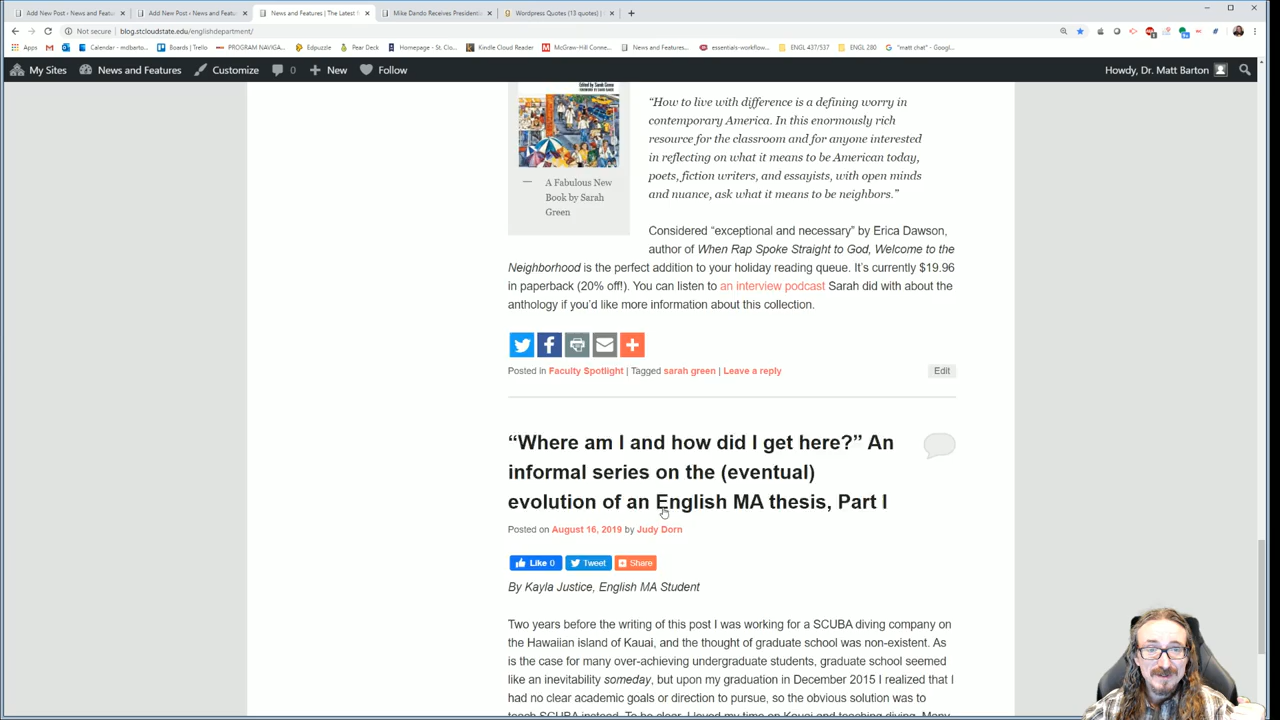 Add New Post ‹ News and Featur
Add New Post ‹ News and Featur
News and Features | The Latest f
Mike Dando Receives Presidenti
Wordpress Quotes (13 quotes) |
Not secure | blog.stcloudstate.edu/englishdepartment/
Apps
Calendar - mdbarto...
Boards | Trello
PROGRAM NAVIGA...
Edpuzzle
Pear Deck
Homepage - St. Clo...
Kindle Cloud Reader
McGraw-Hill Conne...
News and Features...
essentials-workflow...
ENGL 437/537
ENGL 280
"matt chat" - Googl...
My Sites
News and Features
Customize
0
New
Follow
Howdy, Dr. Matt Barton
Edited by Sarah Green
A Fabulous New
Book by Sarah
Green
“How to live with difference is a defining worry in
contemporary America. In this enormously rich
resource for the classroom and for anyone interested
in reflecting on what it means to be American today,
poets, fiction writers, and essayists, with open minds
and nuance, ask what it means to be neighbors.”
Considered “exceptional and necessary” by Erica Dawson,
author of When Rap Spoke Straight to God, Welcome to the
Neighborhood is the perfect addition to your holiday reading queue. It’s currently $19.96
in paperback (20% off!). You can listen to an interview podcast Sarah did with about the
anthology if you’d like more information about this collection.
Posted in Faculty Spotlight | Tagged sarah green | Leave a reply
Edit
“Where am I and how did I get here?” An
informal series on the (eventual)
evolution of an English MA thesis, Part I
Posted on August 16, 2019 by Judy Dorn
Like 0
Tweet
Share
By Kayla Justice, English MA Student
Two years before the writing of this post I was working for a SCUBA diving company on
the Hawaiian island of Kauai, and the thought of graduate school was non-existent. As
is the case for many over-achieving undergraduate students, graduate school seemed
like an inevitability someday, but upon my graduation in December 2015 I realized that I
had no clear academic goals or direction to pursue, so the obvious solution was to
teach SCUBA instead. To be clear, I loved my time on Kauai and teaching diving. Many